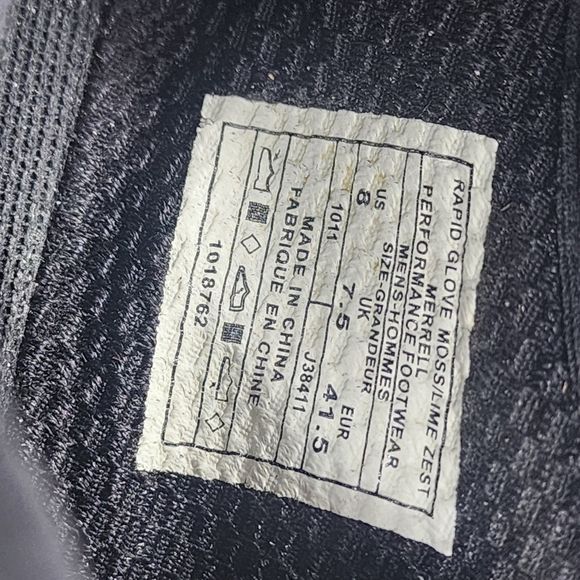 RAPID GLOVE MOSS/LIME ZEST
MERRELL
PERFORMANCE FOOTWEAR
MENS-HOMMES
SIZE-GRANDEUR
US UK EUR
8 7.5 41.5
1011 J38411
MADE IN CHINA
FABRIQUE EN CHINE
1018762